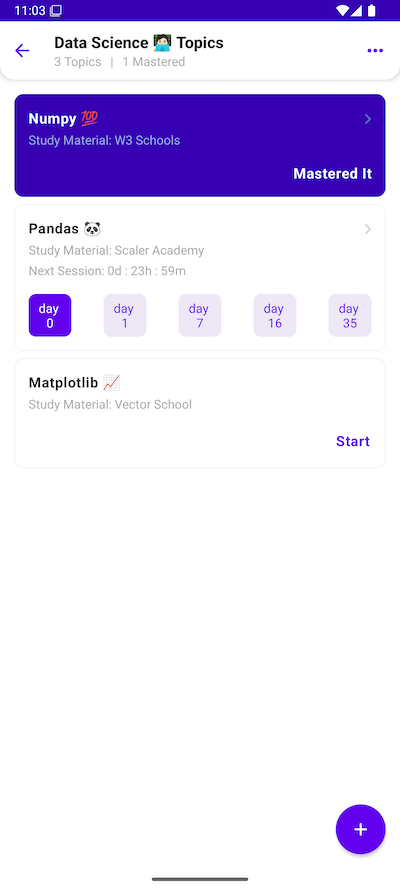 11:03
Data Science 🧑🏻‍💻 Topics
3 Topics | 1 Mastered
Numpy 💯
Study Material: W3 Schools
Mastered It
Pandas 🐼
Study Material: Scaler Academy
Next Session: 0d : 23h : 59m
day 0
day 1
day 7
day 16
day 35
Matplotlib 📈
Study Material: Vector School
Start